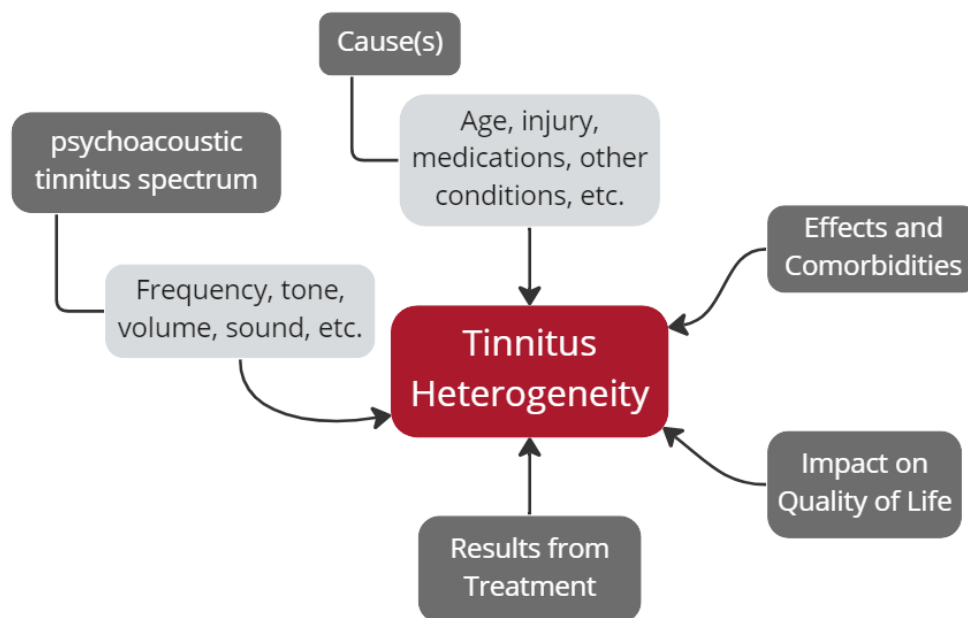 Cause(s)
Age, injury,
medications, other
conditions, etc.
psychoacoustic
tinnitus spectrum
Frequency, tone,
volume, sound, etc.
Effects and
Comorbidities
Tinnitus
Heterogeneity
Impact on
Quality of Life
Results from
Treatment